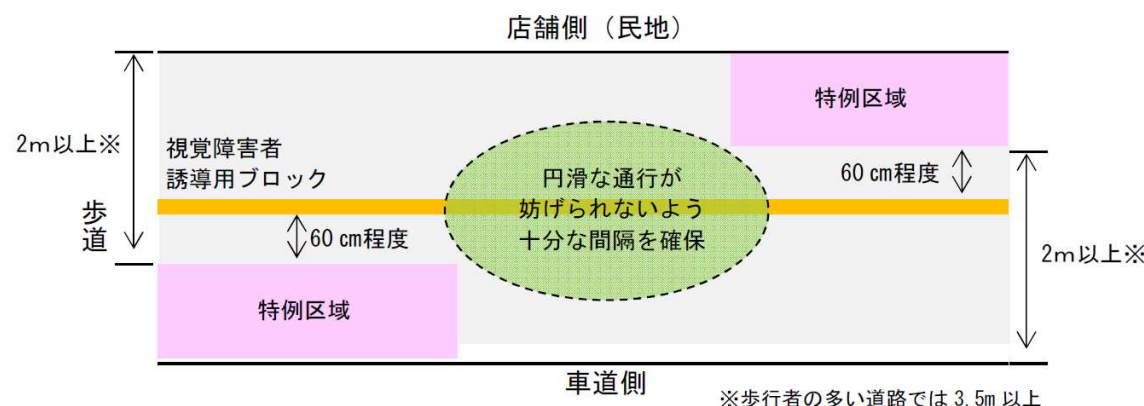 店舗側（民地）
特例区域
2m以上※
視覚障害者
誘導用ブロック
60 cm程度
円滑な通行が
妨げられないよう
十分な間隔を確保
歩道
60 cm程度
2m以上※
特例区域
車道側
※歩行者の多い道路では 3.5m 以上